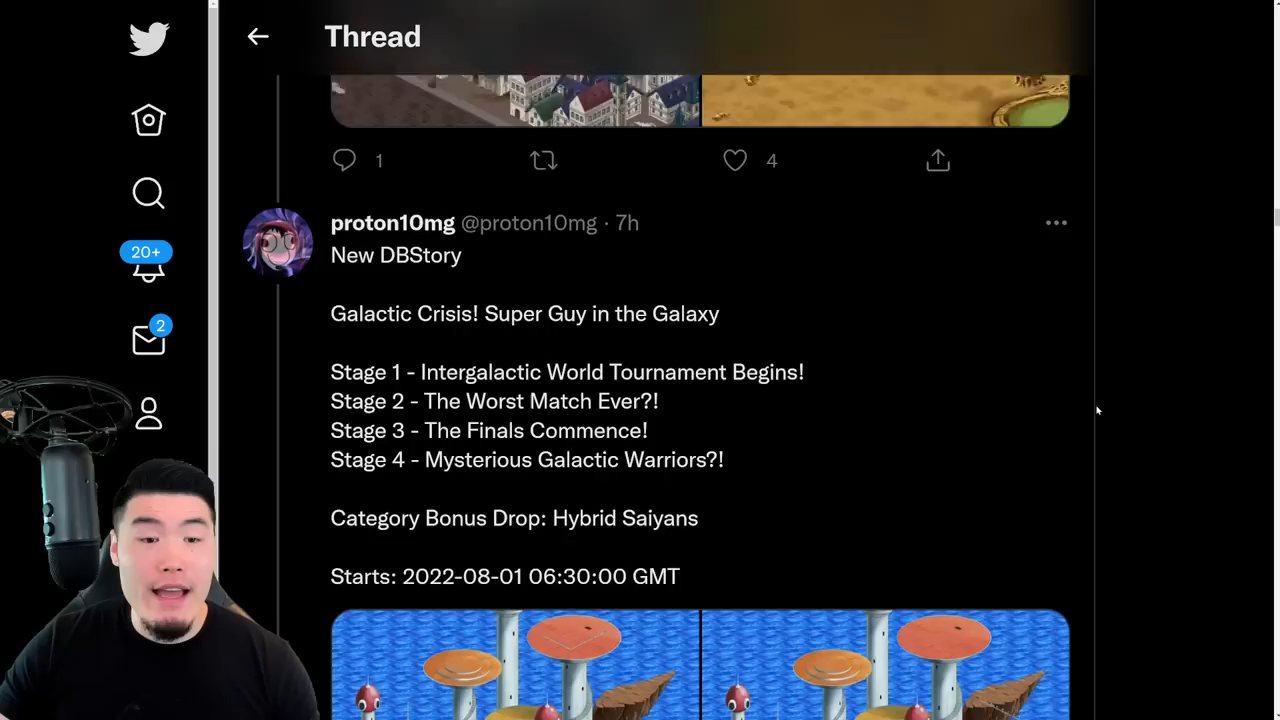 Thread
1
4
proton10mg @proton10mg · 7h
New DBStory
Galactic Crisis! Super Guy in the Galaxy
Stage 1 - Intergalactic World Tournament Begins!
Stage 2 - The Worst Match Ever?!
Stage 3 - The Finals Commence!
Stage 4 - Mysterious Galactic Warriors?!
Category Bonus Drop: Hybrid Saiyans
Starts: 2022-08-01 06:30:00 GMT
20+
2